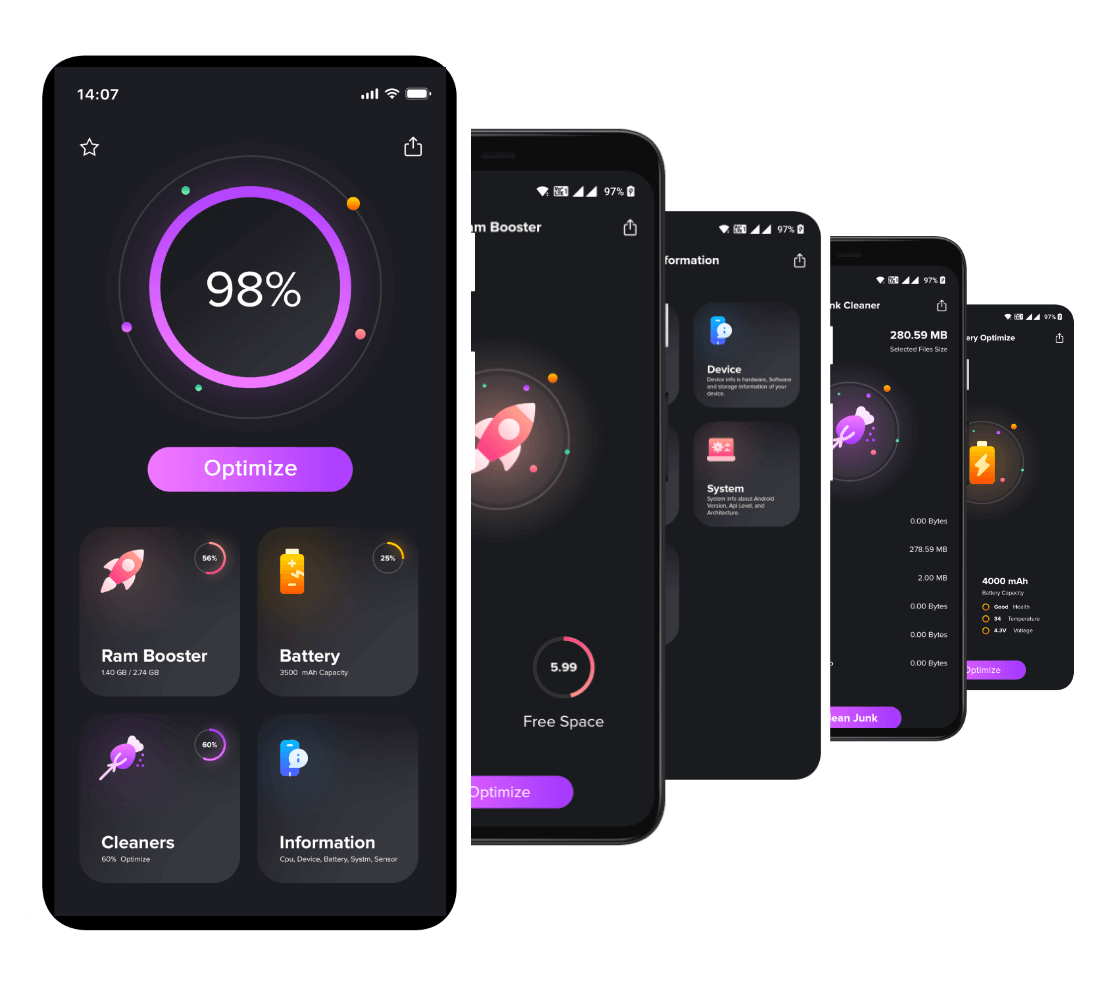 14:07
98%
Optimize
56%
25%
Ram Booster
1.40 GB / 2.74 GB
Battery
3500 mAh Capacity
60%
Cleaners
60% Optimize
Information
Cpu, Device, Battery, Systm, Sensor
97%
am Booster
5.99
Free Space
Optimize
97%
formation
Device
Device info is hardware, Software
and storage information of your
device.
System
System info about Android
Version, Api Level, and
Architecture.
97%
nk Cleaner
280.59 MB
Selected Files Size
0.00 Bytes
278.59 MB
2.00 MB
0.00 Bytes
0.00 Bytes
0.00 Bytes
ean Junk
97%
ery Optimize
4000 mAh
Battery Capacity
Good Health
34 Temperature
4.3V Voltage
Optimize